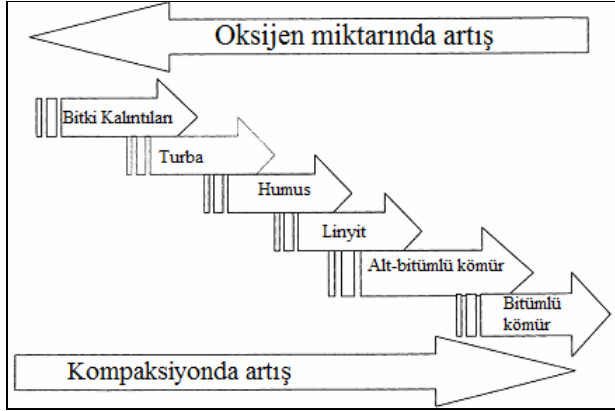 Oksijen miktarında artış
Bitki Kalıntıları
Turba
Humus
Linyit
Alt-bitümlü kömür
Bitümlü
kömür
Kompaksiyonda artış